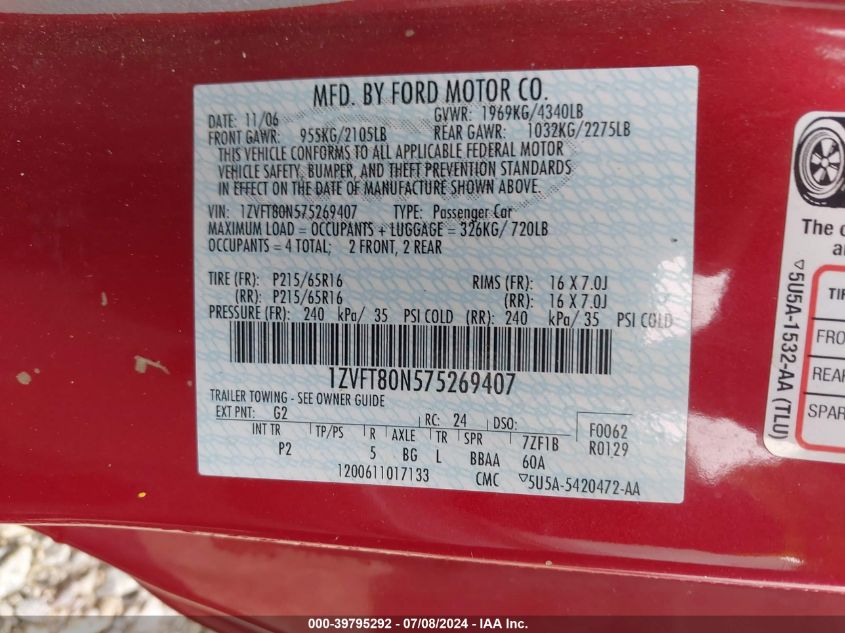 MFD. BY FORD MOTOR CO.
DATE: 11/06 GVWR: 1969KG/4340LB
FRONT GAWR: 955KG/2105LB REAR GAWR: 1032KG/2275LB
THIS VEHICLE CONFORMS TO ALL APPLICABLE FEDERAL MOTOR
VEHICLE SAFETY, BUMPER, AND THEFT PREVENTION STANDARDS
IN EFFECT ON THE DATE OF MANUFACTURE SHOWN ABOVE.
VIN: 1ZVFT80N575269407 TYPE: Passenger Car
MAXIMUM LOAD = OCCUPANTS + LUGGAGE = 326KG/720LB
OCCUPANTS = 4 TOTAL; 2 FRONT, 2 REAR
TIRE (FR): P215/65R16 RIMS (FR): 16 X 7.0J
(RR): P215/65R16 (RR): 16 X 7.0J
PRESSURE (FR): 240 kPa/ 35 PSI COLD (RR): 240 kPa/ 35 PSI COLD
1ZVFT80N575269407
TRAILER TOWING - SEE OWNER GUIDE
EXT PNT: G2 RC: 24 DSO: F0062
INT TR TP/PS R AXLE TR SPR 7ZF1B R0129
P2 5 BG L BBAA 60A
1200611017133 CMC ▽5U5A-5420472-AA
The
TIR
FRO
REAR
SPAR
▽5U5A-1532-AA (TLU)
000-39795292 - 07/08/2024 - IAA Inc.